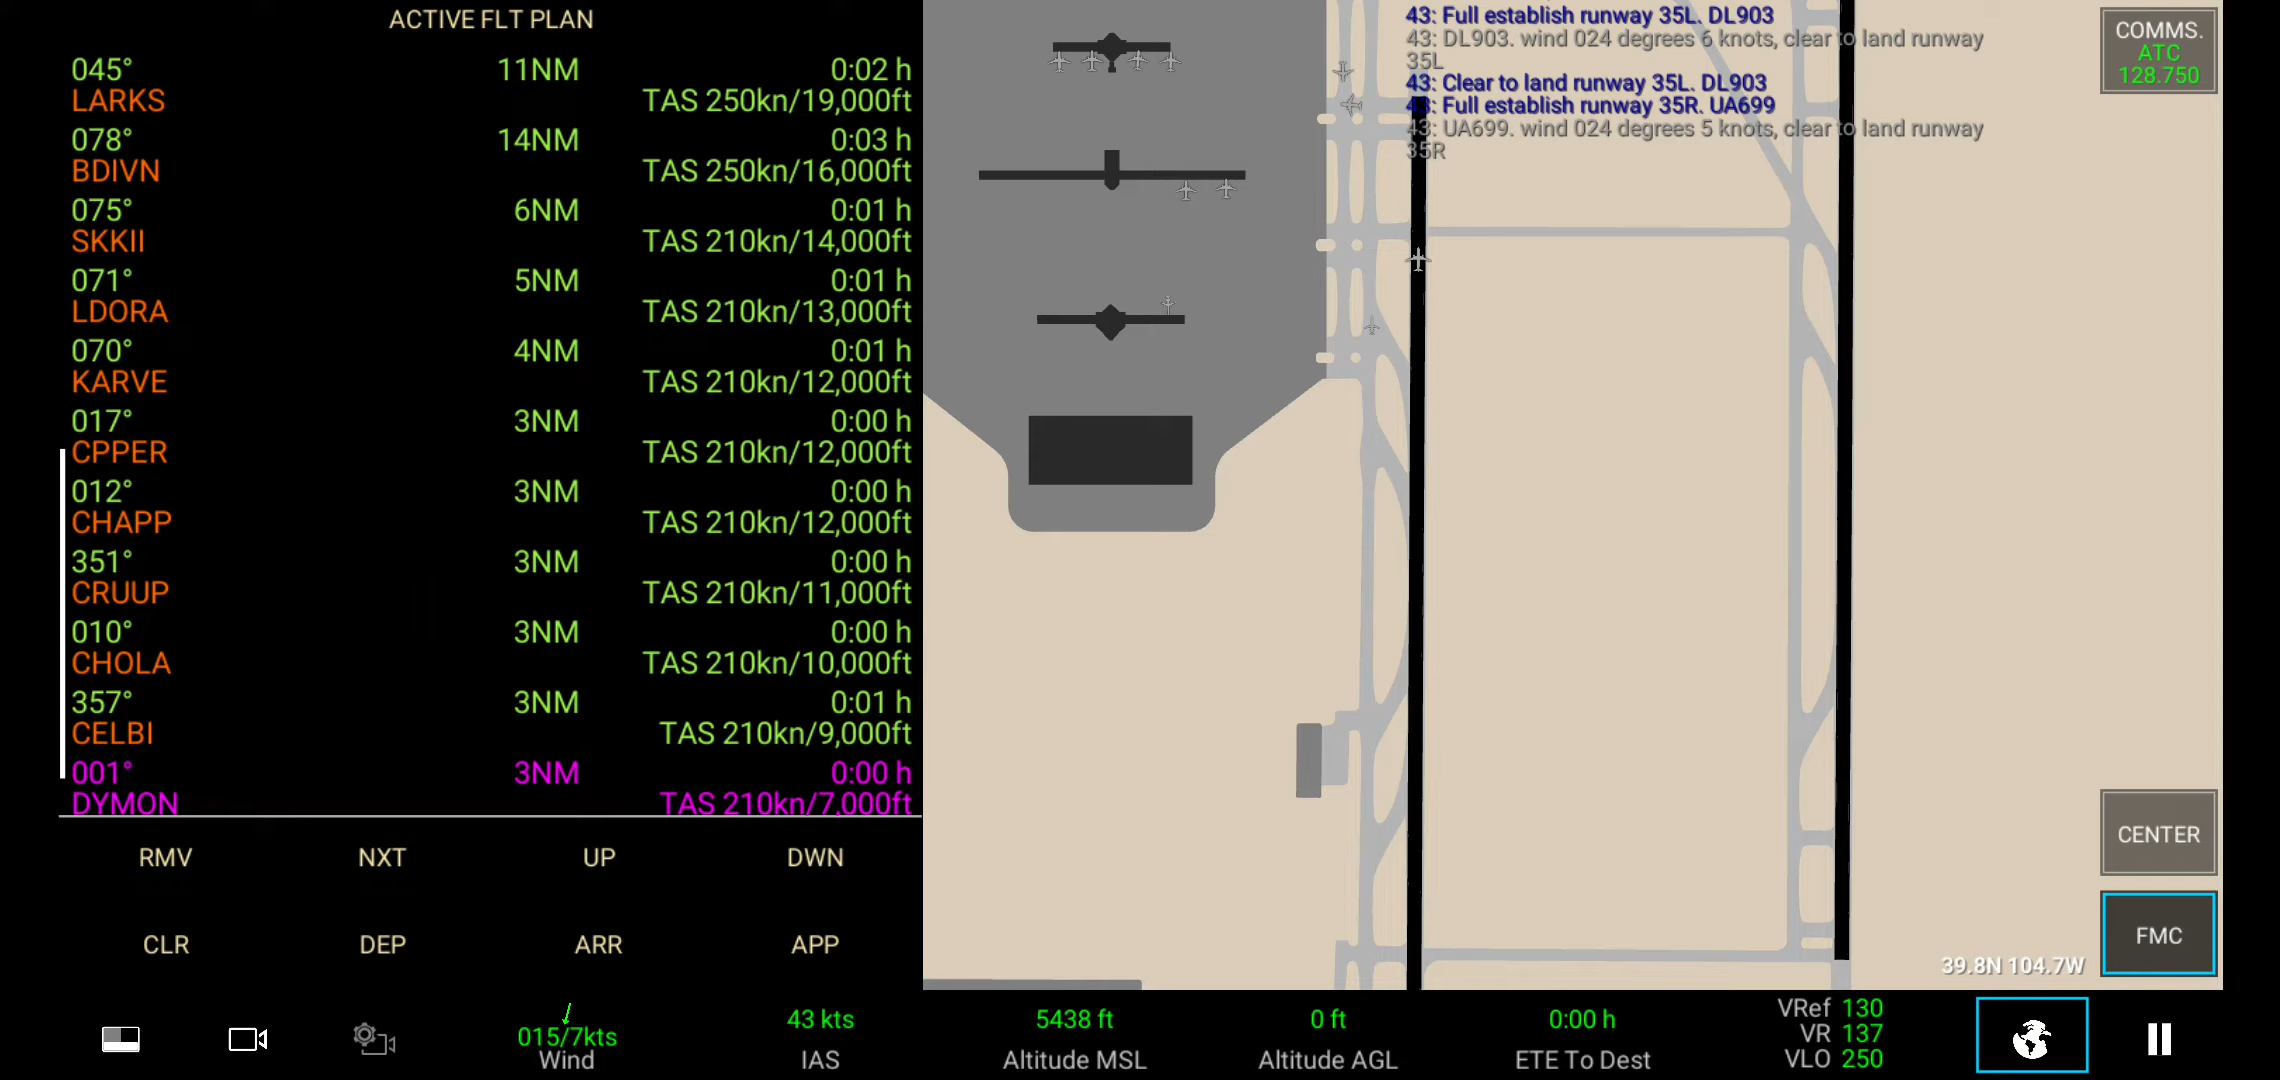 ACTIVE FLT PLAN
045° 11NM 0:02 h
LARKS TAS 250kn/19,000ft
078° 14NM 0:03 h
BDIVN TAS 250kn/16,000ft
075° 6NM 0:01 h
SKKII TAS 210kn/14,000ft
071° 5NM 0:01 h
LDORA TAS 210kn/13,000ft
070° 4NM 0:01 h
KARVE TAS 210kn/12,000ft
017° 3NM 0:00 h
CPPER TAS 210kn/12,000ft
012° 3NM 0:00 h
CHAPP TAS 210kn/12,000ft
351° 3NM 0:00 h
CRUUP TAS 210kn/11,000ft
010° 3NM 0:00 h
CHOLA TAS 210kn/10,000ft
357° 3NM 0:01 h
CELBI TAS 210kn/9,000ft
001° 3NM 0:00 h
DYMON TAS 210kn/7,000ft
RMV NXT UP DWN
CLR DEP ARR APP
43: Full establish runway 35L. DL903
43: DL903. wind 024 degrees 6 knots, clear to land runway
35L
43: Clear to land runway 35L. DL903
43: Full establish runway 35R. UA699
43: UA699. wind 024 degrees 5 knots, clear to land runway
35R
COMMS.
ATC
128.750
CENTER
FMC
39.8N 104.7W
015/7kts
Wind
43 kts
IAS
5438 ft
Altitude MSL
0 ft
Altitude AGL
0:00 h
ETE To Dest
VRef 130
VR 137
VLO 250